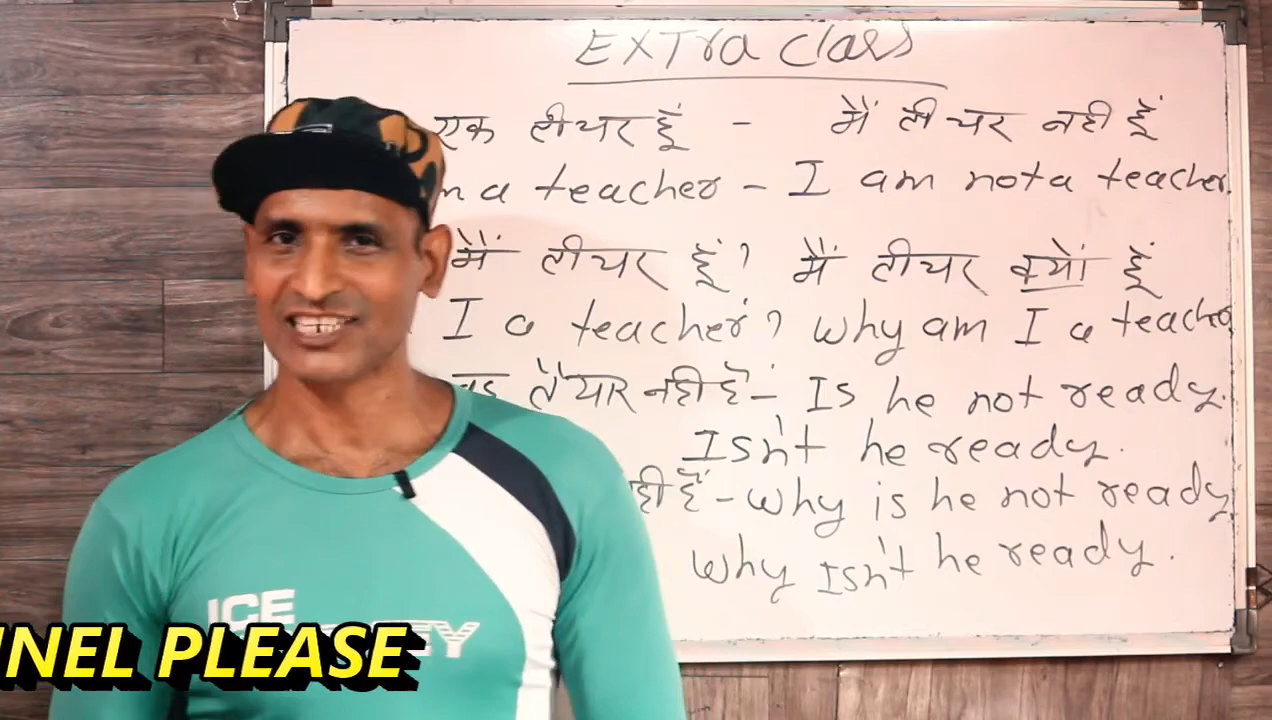 EXTra Class
एक टीचर हूं - मैं टीचर नही हूं
m a teacher - I am not a teacher.
मैं टीचर हूं? मैं टीचर क्यों हूं
I a teacher? why am I a teacher
तैयार नही है - Is he not ready.
Isn't he ready.
नही है - why is he not ready
why Isn't he ready.
ICE
NNEL PLEASE